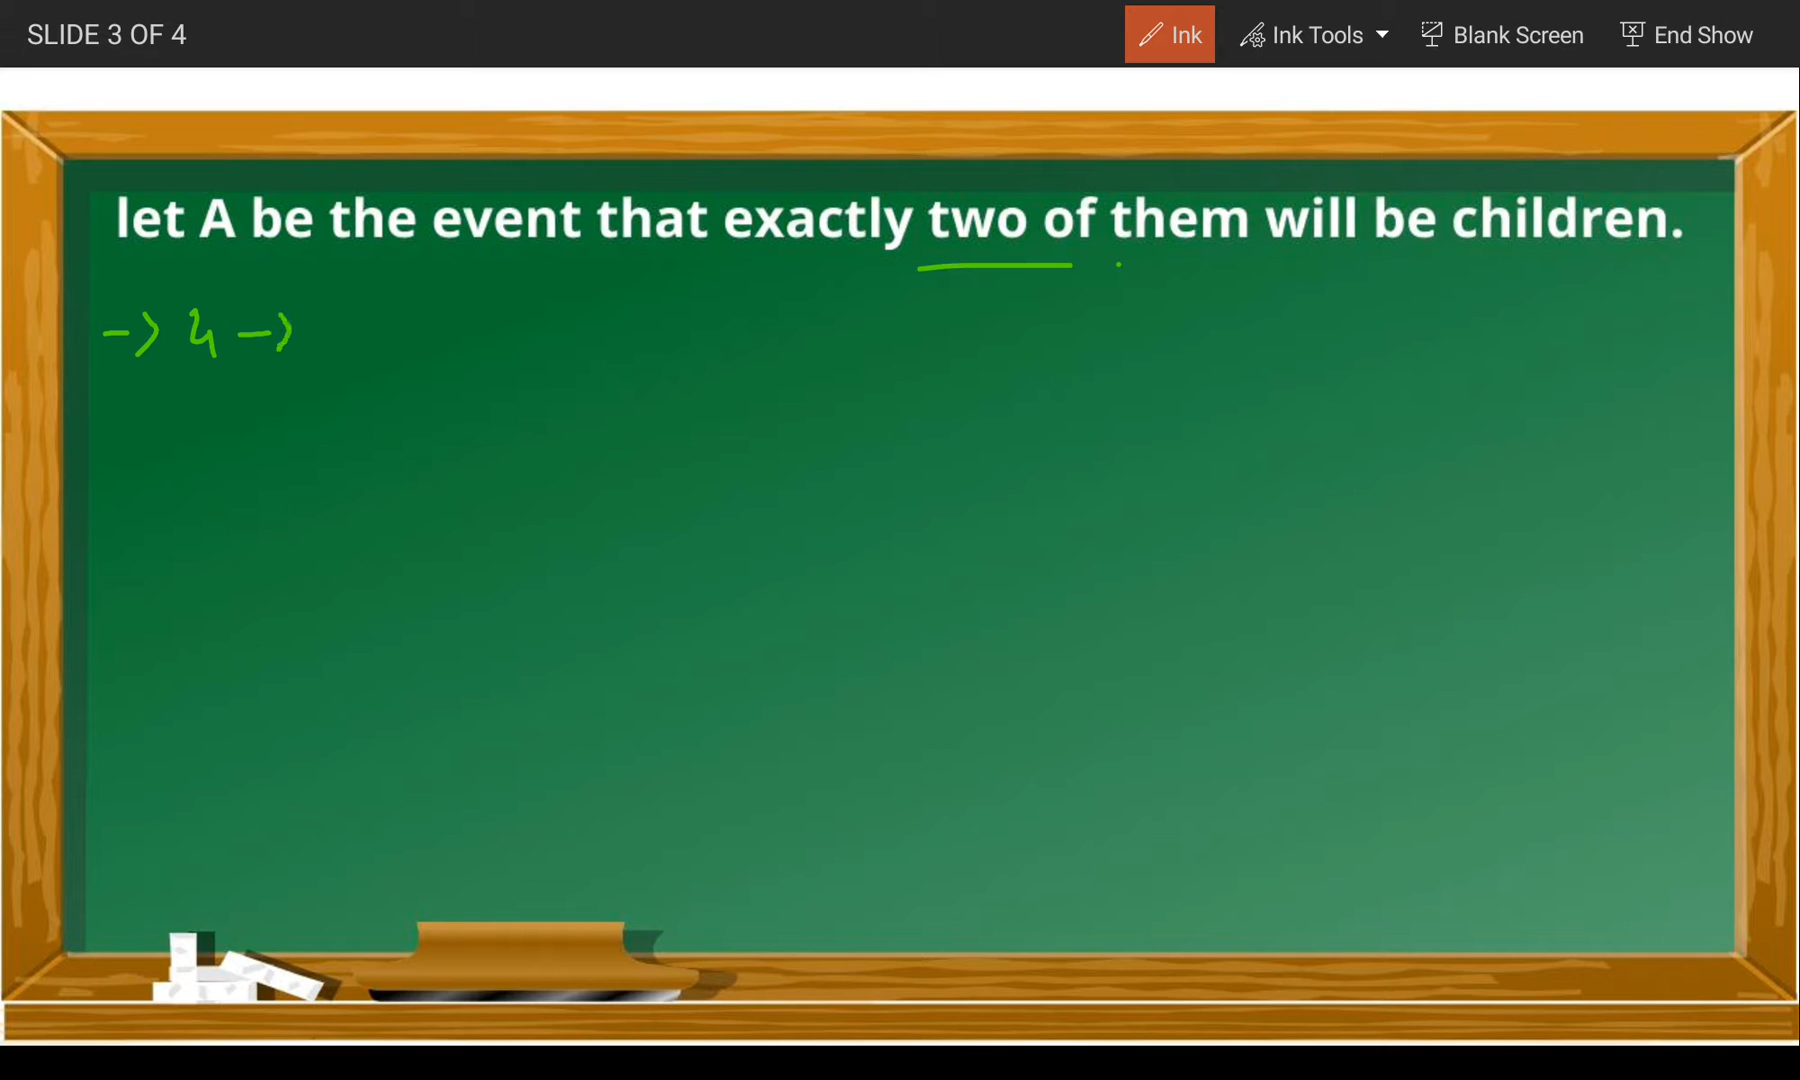 SLIDE 3 OF 4 Ink Ink Tools Blank Screen End Show
let A be the event that exactly two of them will be children.
-> 4 ->